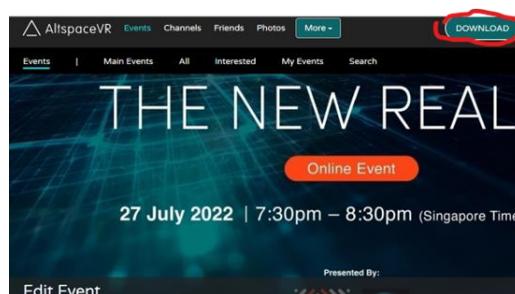 AltspaceVR Events Channels Friends Photos More DOWNLOAD
Events | Main Events All Interested My Events Search
THE NEW REAL
Online Event
27 July 2022 | 7:30pm – 8:30pm (Singapore Time
Presented By:
Edit Event